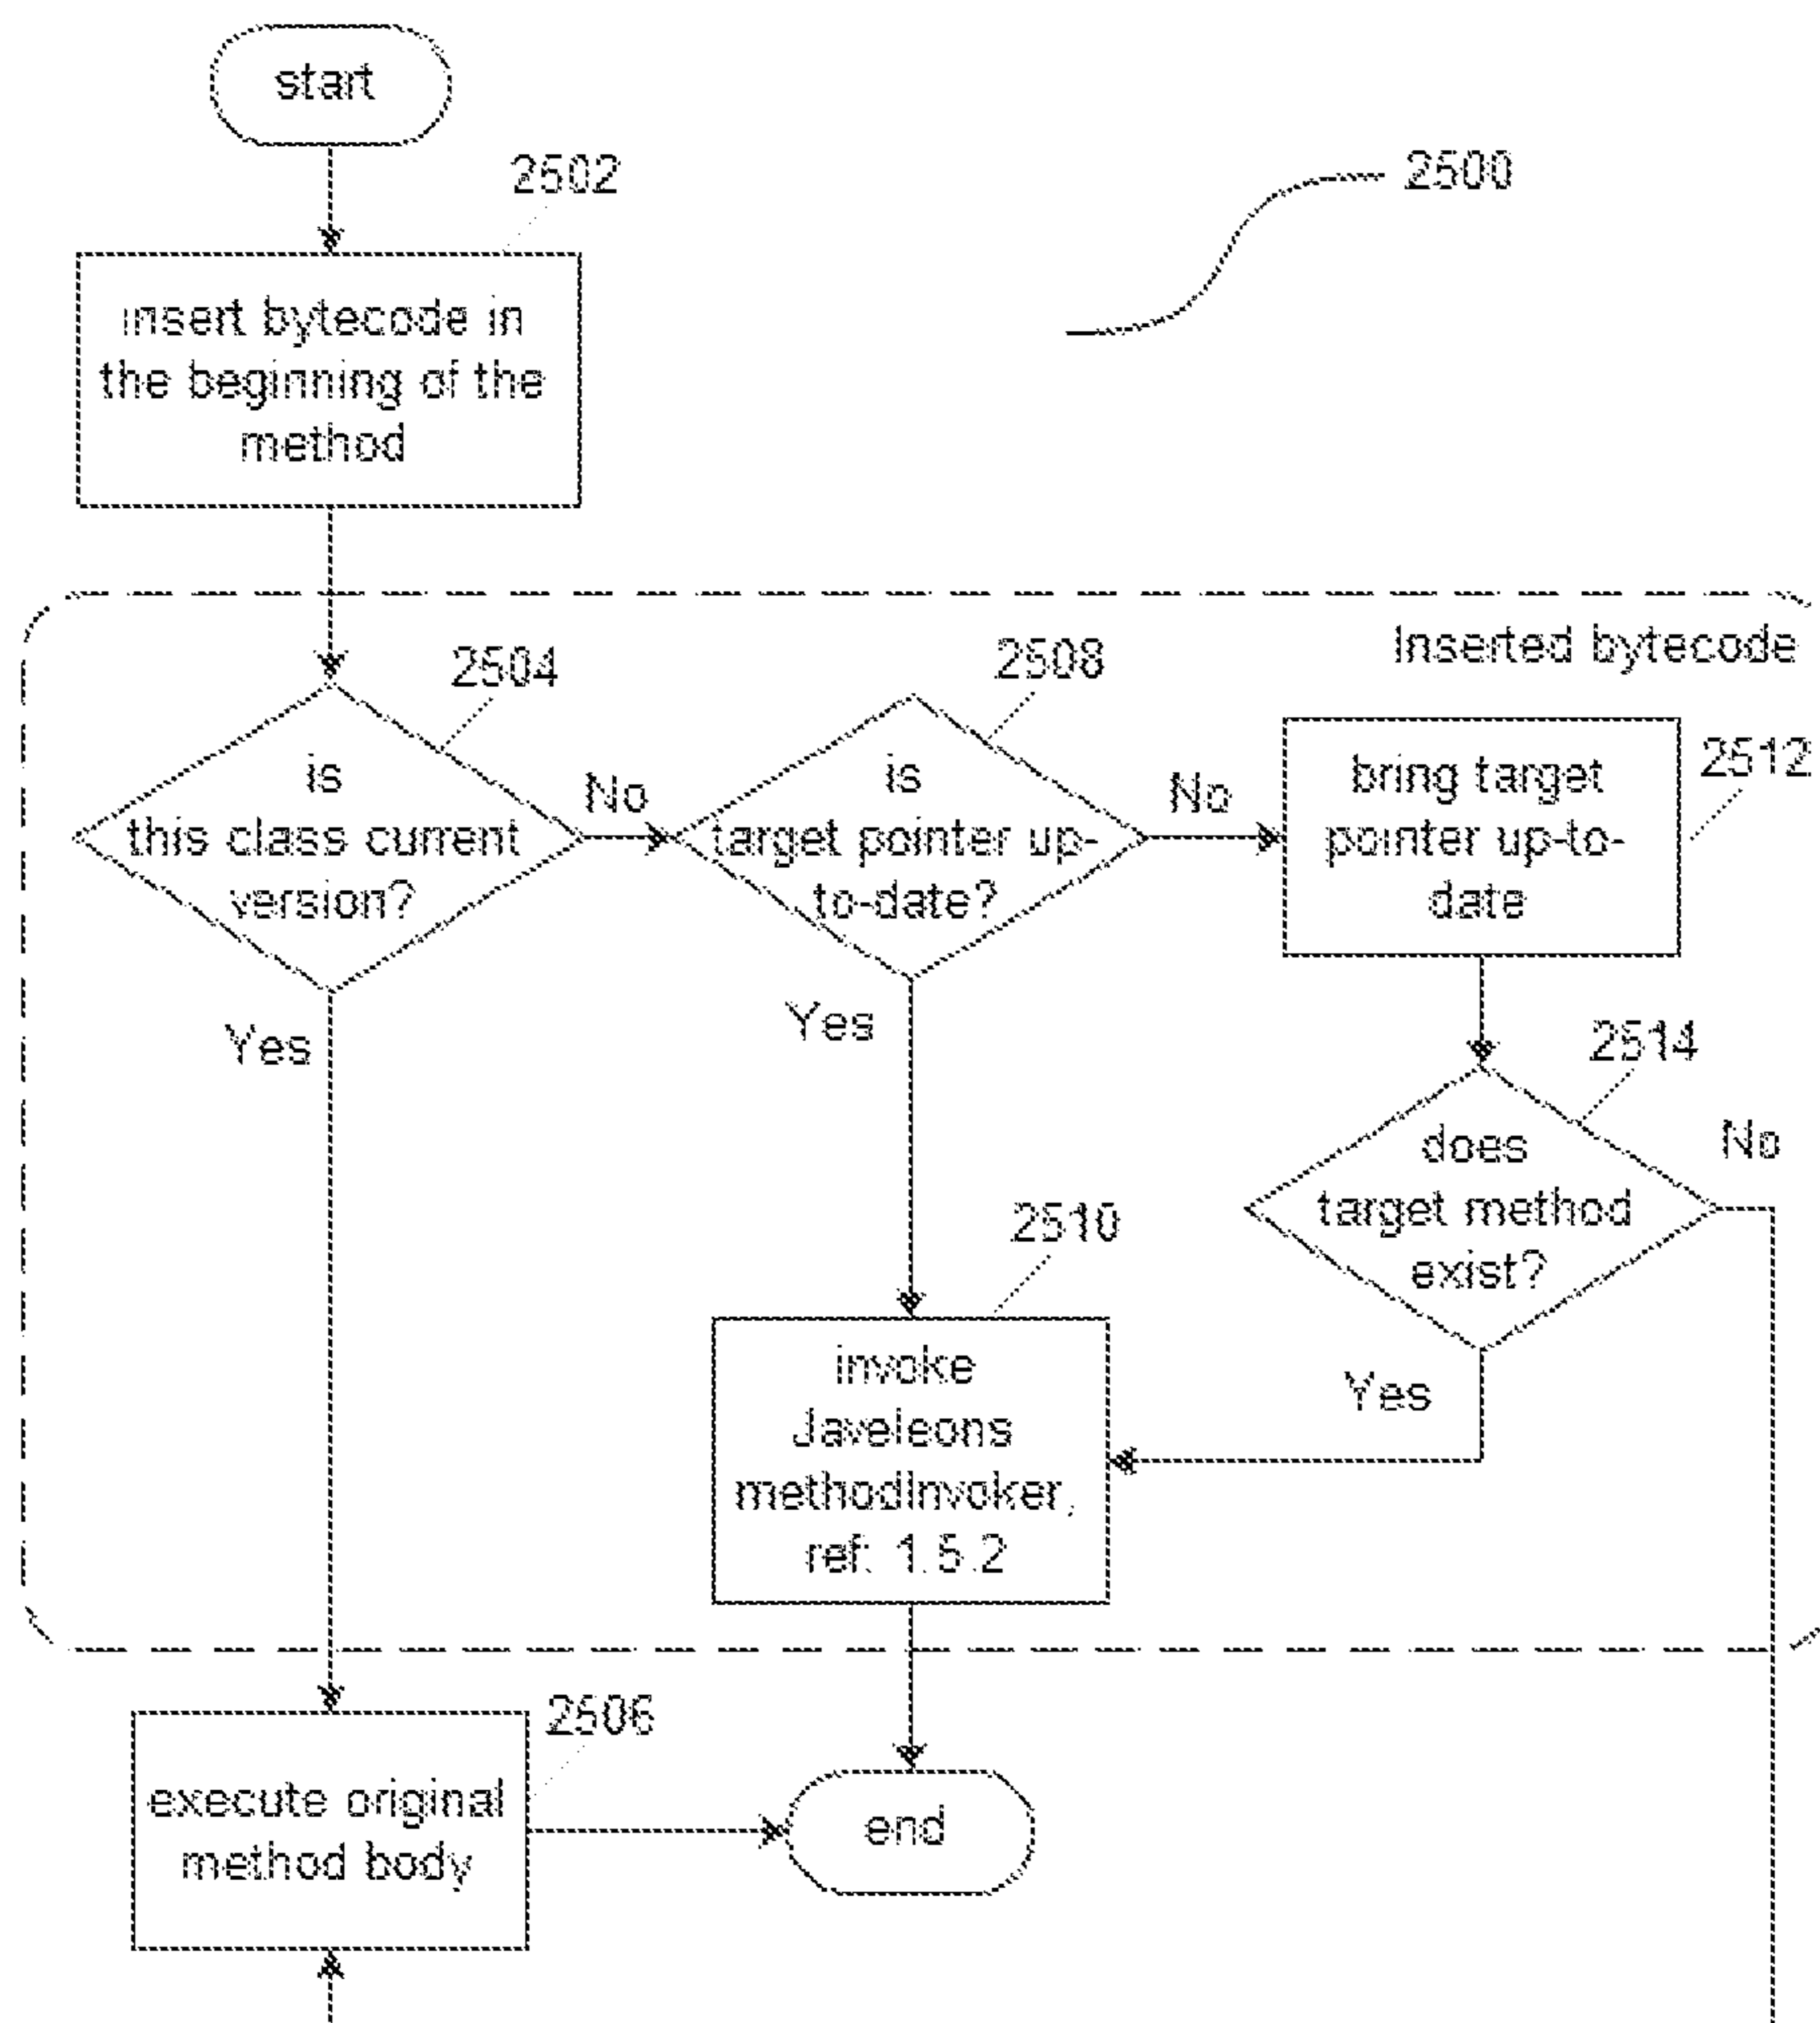 start
2502
2500
insert bytecode in
the beginning of the
method
Inserted bytecode
2504
2508
2512
is
this class current
version?
No
is
target pointer up-
to-date?
No
bring target
pointer up-to-
date
Yes
Yes
2514
does
target method
exist?
No
2510
invoke
Javeleons
methodInvoker,
ref. 1.5.2
Yes
2506
execute original
method body
end